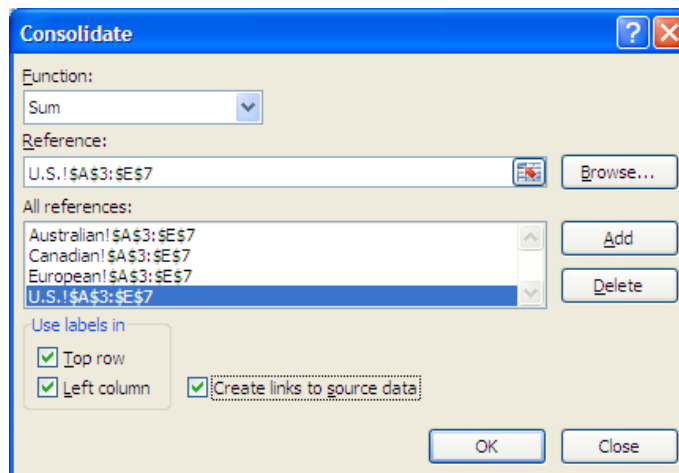 Consolidate
Function:
Sum
Reference:
U.S.!$A$3:$E$7
Browse...
All references:
Australian!$A$3:$E$7
Canadian!$A$3:$E$7
European!$A$3:$E$7
U.S.!$A$3:$E$7
Add
Delete
Use labels in
Top row
Left column
Create links to source data
OK
Close